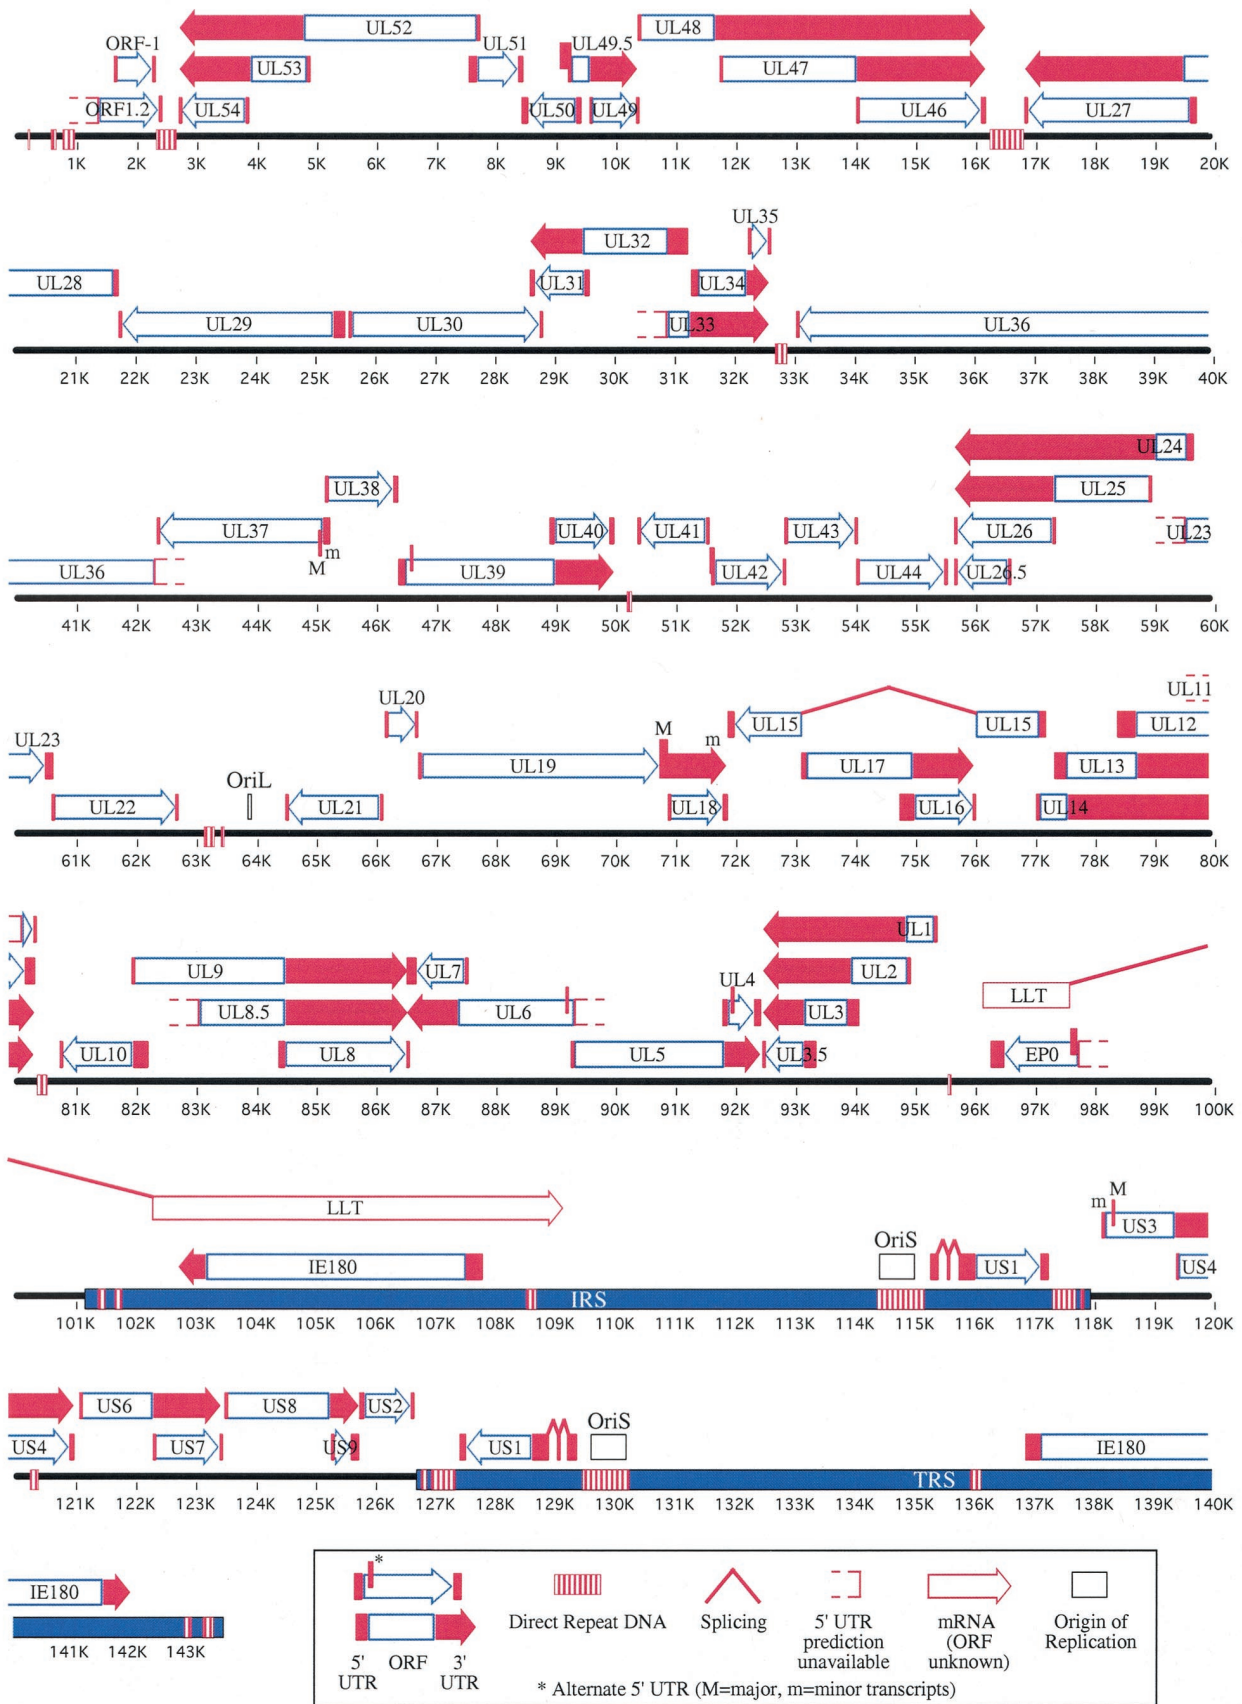 UL52 UL48
ORF-1 UL53 UL51 UL49.5 UL47
ORF1.2 UL54 UL50 UL49 UL46 UL27
1K 2K 3K 4K 5K 6K 7K 8K 9K 10K 11K 12K 13K 14K 15K 16K 17K 18K 19K 20K
UL35
UL32
UL28 UL31 UL34
UL29 UL30 UL33 UL36
21K 22K 23K 24K 25K 26K 27K 28K 29K 30K 31K 32K 33K 34K 35K 36K 37K 38K 39K 40K
UL24
UL38 UL25
UL37 m M UL40 UL41 UL43 UL26 UL23
UL36 UL39 UL42 UL44 UL26.5
41K 42K 43K 44K 45K 46K 47K 48K 49K 50K 51K 52K 53K 54K 55K 56K 57K 58K 59K 60K
UL11
UL20 UL15 UL15 UL12
UL23 UL19 M m UL17 UL13
UL22 OriL UL21 UL18 UL16 UL14
61K 62K 63K 64K 65K 66K 67K 68K 69K 70K 71K 72K 73K 74K 75K 76K 77K 78K 79K 80K
UL1
UL9 UL7 UL4 UL2
UL8.5 UL6 UL3 LLT
UL10 UL8 UL5 UL3.5 EP0
81K 82K 83K 84K 85K 86K 87K 88K 89K 90K 91K 92K 93K 94K 95K 96K 97K 98K 99K 100K
LLT m M US3
IE180 OriS US1 US4
IRS
101K 102K 103K 104K 105K 106K 107K 108K 109K 110K 111K 112K 113K 114K 115K 116K 117K 118K 119K 120K
US6 US8 US2
US4 US7 US9 US1 OriS IE180
TRS
121K 122K 123K 124K 125K 126K 127K 128K 129K 130K 131K 132K 133K 134K 135K 136K 137K 138K 139K 140K
IE180
141K 142K 143K
*
5' UTR ORF 3' UTR
Direct Repeat DNA
Splicing
5' UTR prediction unavailable
mRNA (ORF unknown)
Origin of Replication
* Alternate 5' UTR (M=major, m=minor transcripts)